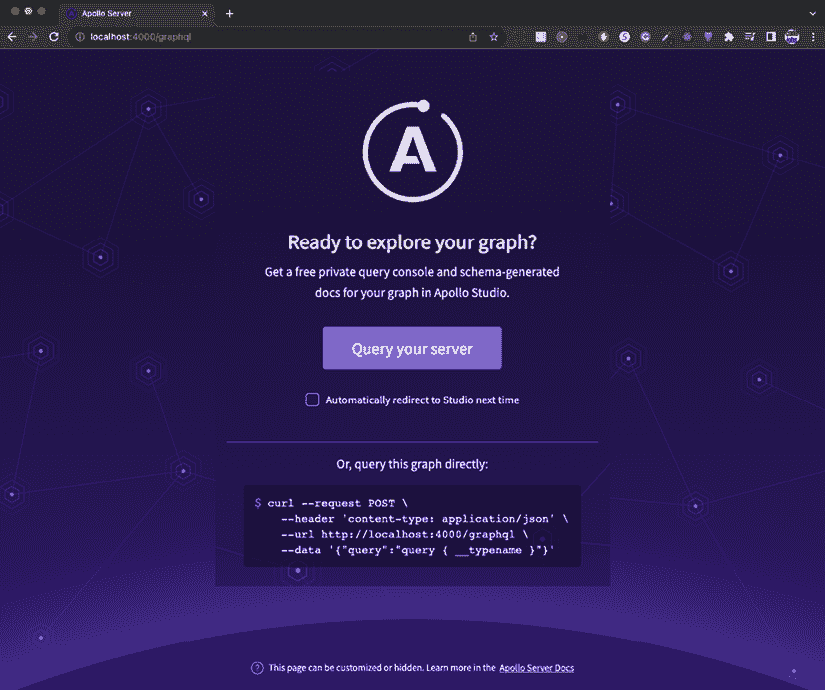 Apollo Server
localhost:4000/graphql
A
Ready to explore your graph?
Get a free private query console and schema-generated
docs for your graph in Apollo Studio.
Query your server
Automatically redirect to Studio next time
Or, query this graph directly:
$ curl --request POST \
--header 'content-type: application/json' \
--url http://localhost:4000/graphql \
--data '{"query":"query { __typename }"}'
? This page can be customized or hidden. Learn more in the Apollo Server Docs